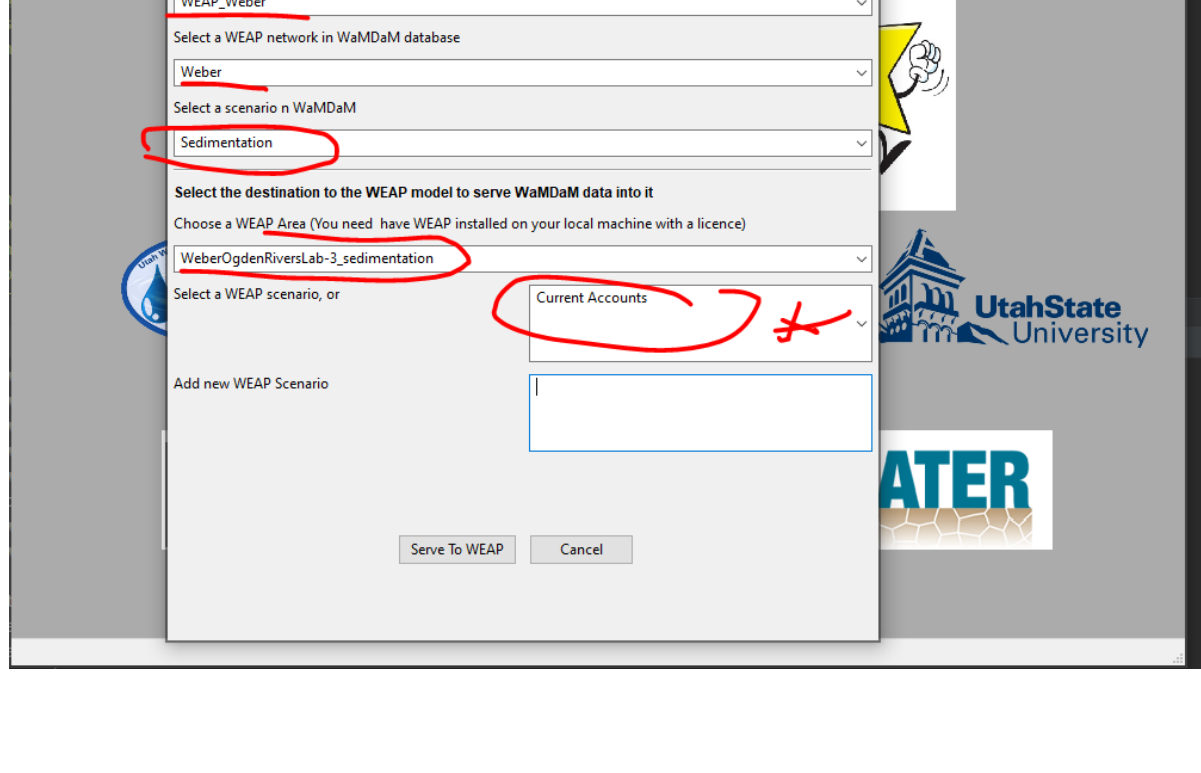 WEAP_Weber
Select a WEAP network in WaMDaM database
Weber
Select a scenario n WaMDaM
Sedimentation
Select the destination to the WEAP model to serve WaMDaM data into it
Choose a WEAP Area (You need  have WEAP installed on your local machine with a licence)
Utah W
WeberOgdenRiversLab-3_sedimentation
Select a WEAP scenario, or
Current Accounts
UtahState
University
Add new WEAP Scenario
ATER
Serve To WEAP
Cancel